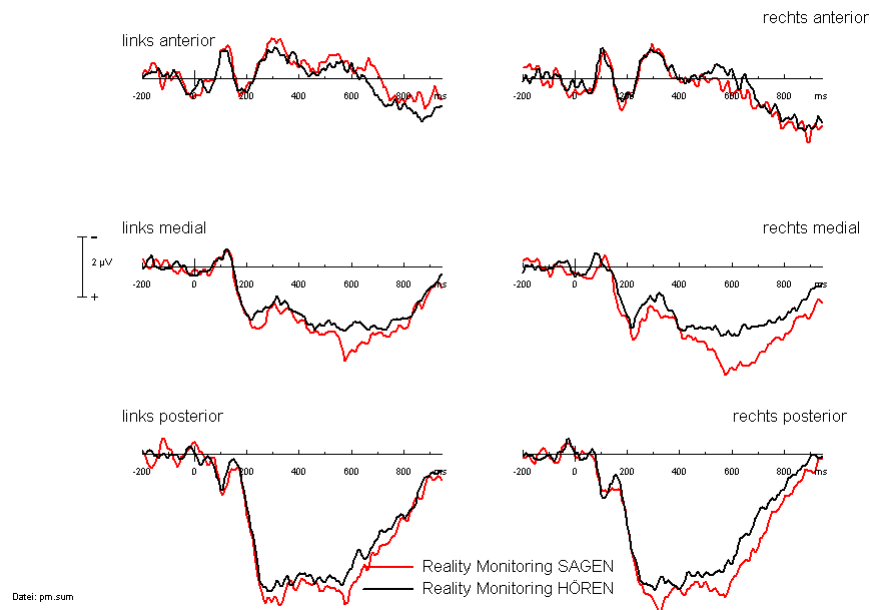 rechts anterior
links anterior
-200 0 200 400 600 800 ms
-200 0 200 400 600 800 ms
links medial
rechts medial
-
2 µV
+
-200 0 200 400 600 800 ms
-200 0 200 400 600 800 ms
links posterior
rechts posterior
-200 0 200 400 600 800 ms
-200 0 200 400 600 800 ms
Reality Monitoring SAGEN
Reality Monitoring HÖREN
Datei: pm.sum